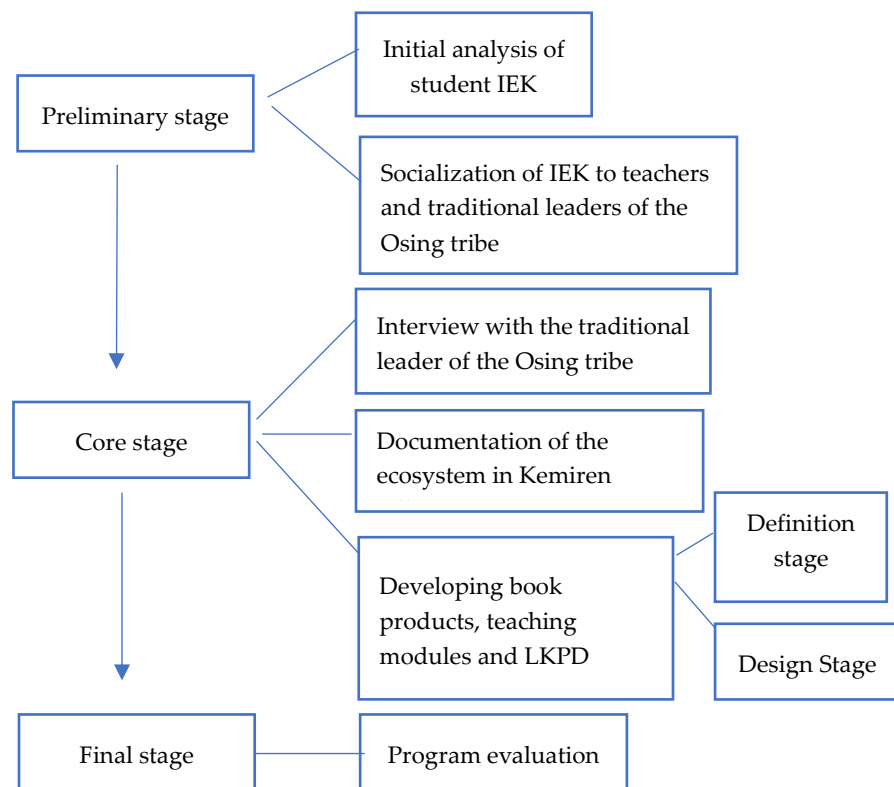 Initial analysis of
student IEK
Preliminary stage
Socialization of IEK to teachers
and traditional leaders of the
Osing tribe
Interview with the traditional
leader of the Osing tribe
Core stage
Documentation of the
ecosystem in Kemiren
Definition
stage
Developing book
products, teaching
modules and LKPD
Design Stage
Final stage
Program evaluation